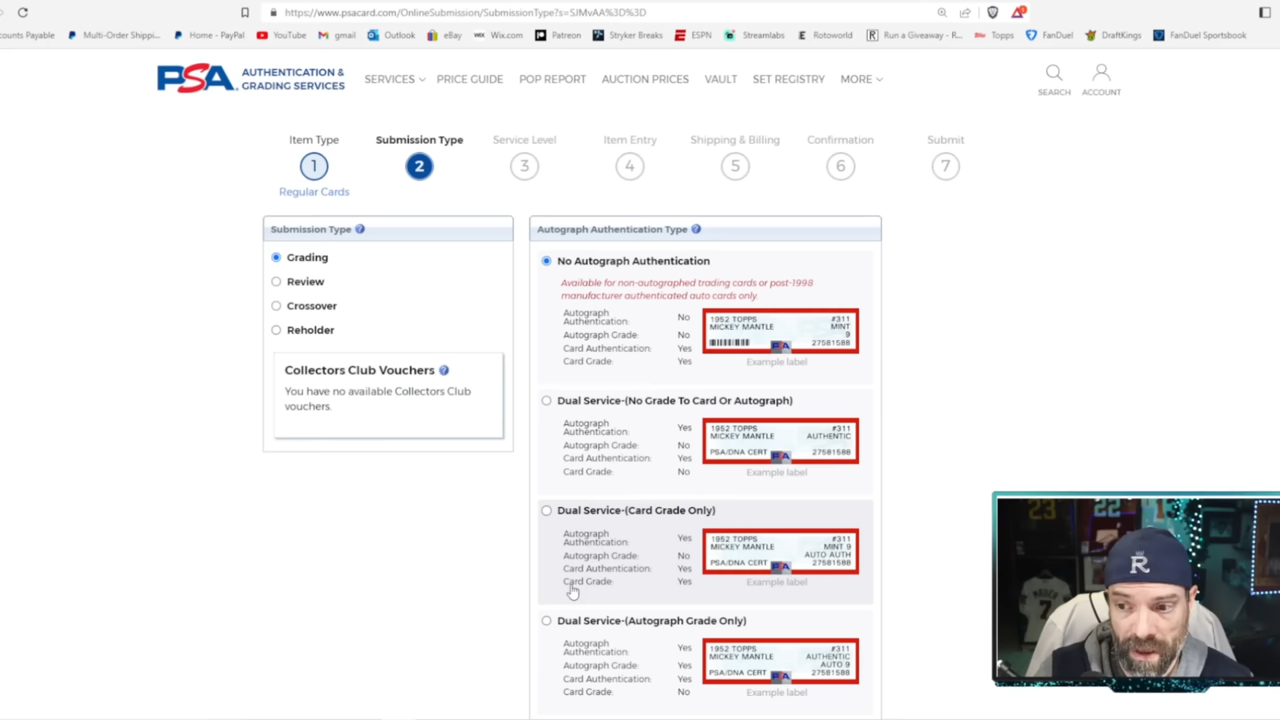 https://www.psacard.com/OnlineSubmission/SubmissionType?s=SJMvAA%3D%3D
counts Payable Multi-Order Shippi... Home - PayPal YouTube gmail Outlook eBay Wix.com Patreon Stryker Breaks ESPN Streamlabs Rotoworld Run a Giveaway - R... Topps FanDuel DraftKings FanDuel Sportsbook
PSA AUTHENTICATION &
GRADING SERVICES
SERVICES PRICE GUIDE POP REPORT AUCTION PRICES VAULT SET REGISTRY MORE
SEARCH ACCOUNT
Item Type Submission Type Service Level Item Entry Shipping & Billing Confirmation Submit
1 2 3 4 5 6 7
Regular Cards
Submission Type ?
Grading
Review
Crossover
Reholder
Collectors Club Vouchers ?
You have no available Collectors Club
vouchers.
Autograph Authentication Type ?
No Autograph Authentication
Available for non-autographed trading cards or post-1998
manufacturer authenticated auto cards only.
Autograph
Authentication: No
Autograph Grade: No
Card Authentication: Yes
Card Grade: Yes
1952 TOPPS #311
MICKEY MANTLE MINT
9
PSA 27581588
Example label
Dual Service-(No Grade To Card Or Autograph)
Autograph
Authentication: Yes
Autograph Grade: No
Card Authentication: Yes
Card Grade: No
1952 TOPPS #311
MICKEY MANTLE AUTHENTIC
PSA/DNA CERT PSA 27581588
Example label
Dual Service-(Card Grade Only)
Autograph
Authentication: Yes
Autograph Grade: No
Card Authentication: Yes
Card Grade: Yes
1952 TOPPS #311
MICKEY MANTLE MINT 9
AUTO AUTH
PSA/DNA CERT PSA 27581588
Example label
Dual Service-(Autograph Grade Only)
Autograph
Authentication: Yes
Autograph Grade: Yes
Card Authentication: Yes
Card Grade: No
1952 TOPPS #311
MICKEY MANTLE AUTHENTIC
AUTO 9
PSA/DNA CERT PSA 27581588
Example label
23 22
R
7